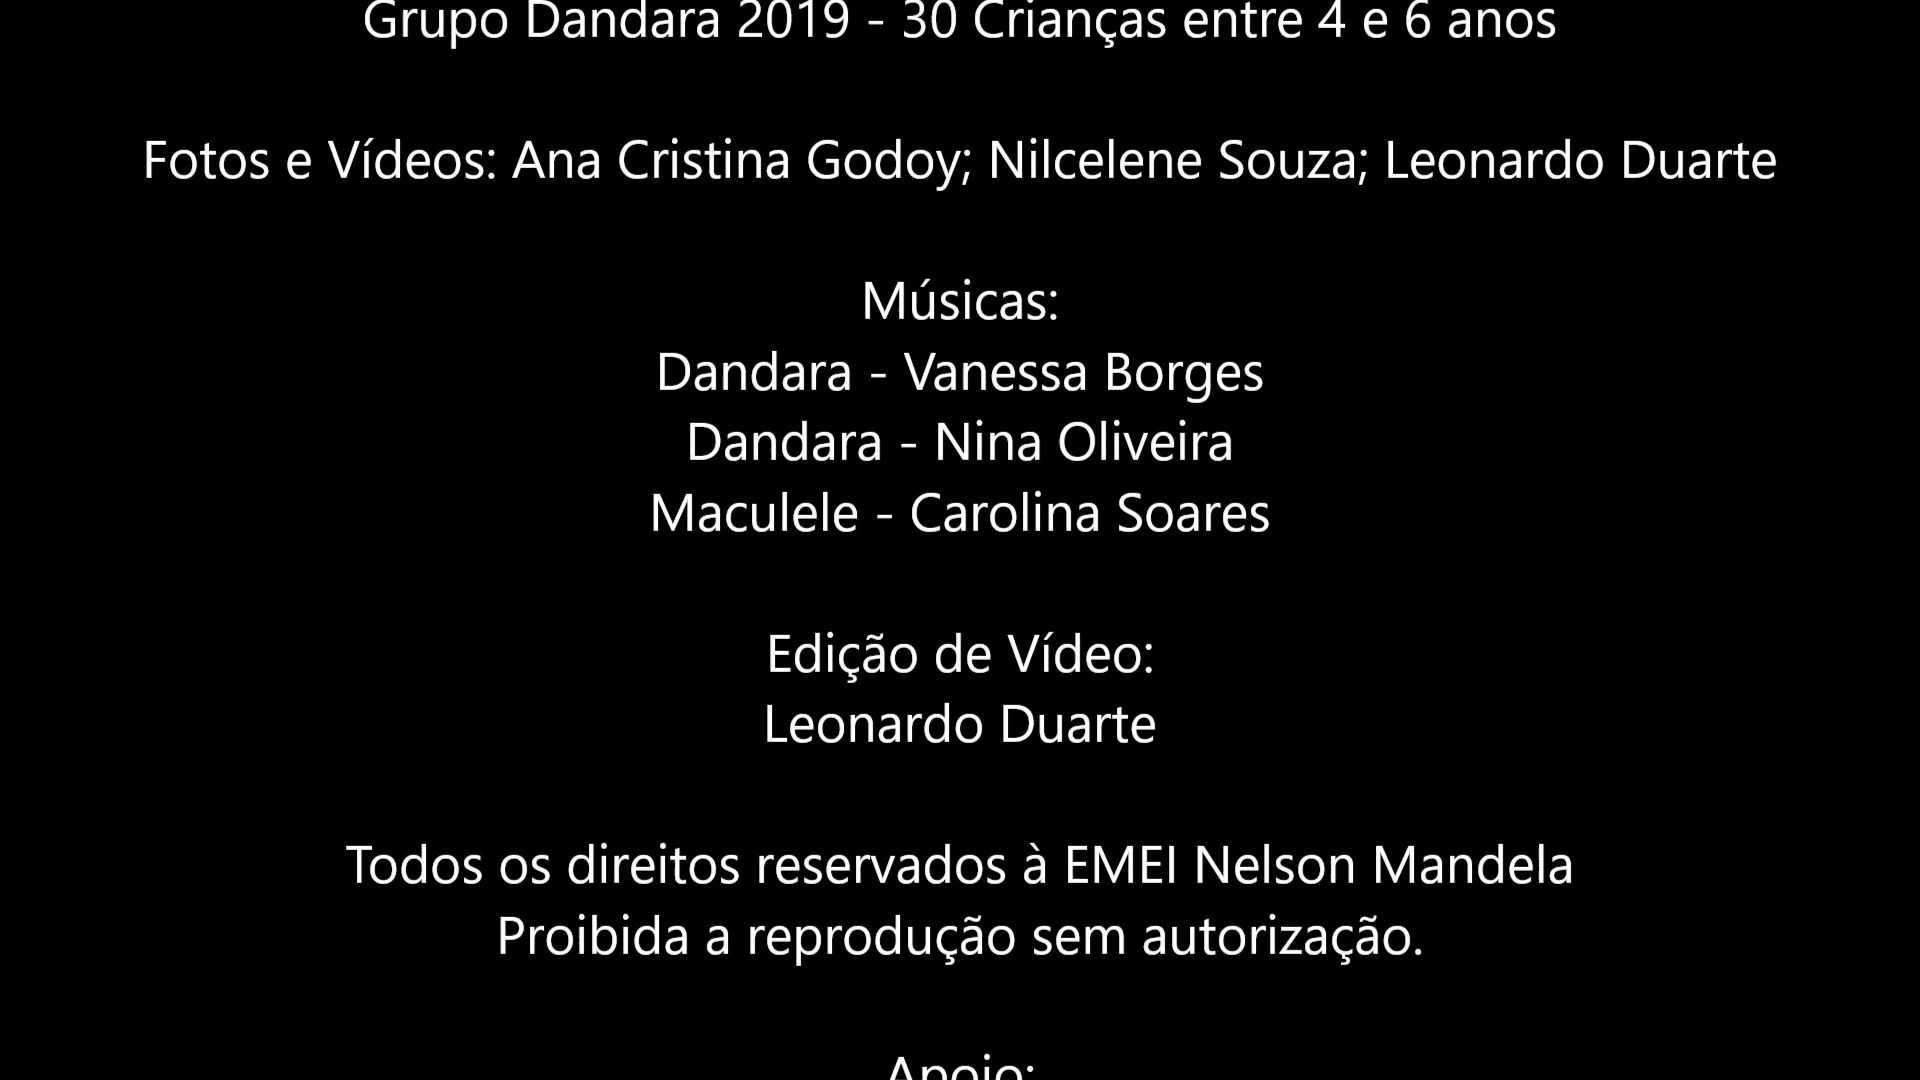 Grupo Dandara 2019 - 30 Crianças entre 4 e 6 anos
Fotos e Vídeos: Ana Cristina Godoy; Nilcelene Souza; Leonardo Duarte
Músicas:
Dandara - Vanessa Borges
Dandara - Nina Oliveira
Maculele - Carolina Soares
Edição de Vídeo:
Leonardo Duarte
Todos os direitos reservados à EMEI Nelson Mandela
Proibida a reprodução sem autorização.
Apoio: